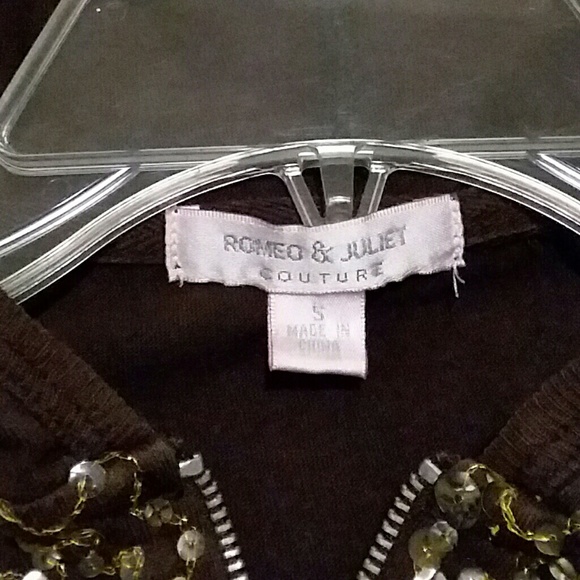 ROMEO & JULIET
COUTURE
S
MADE IN
CHINA